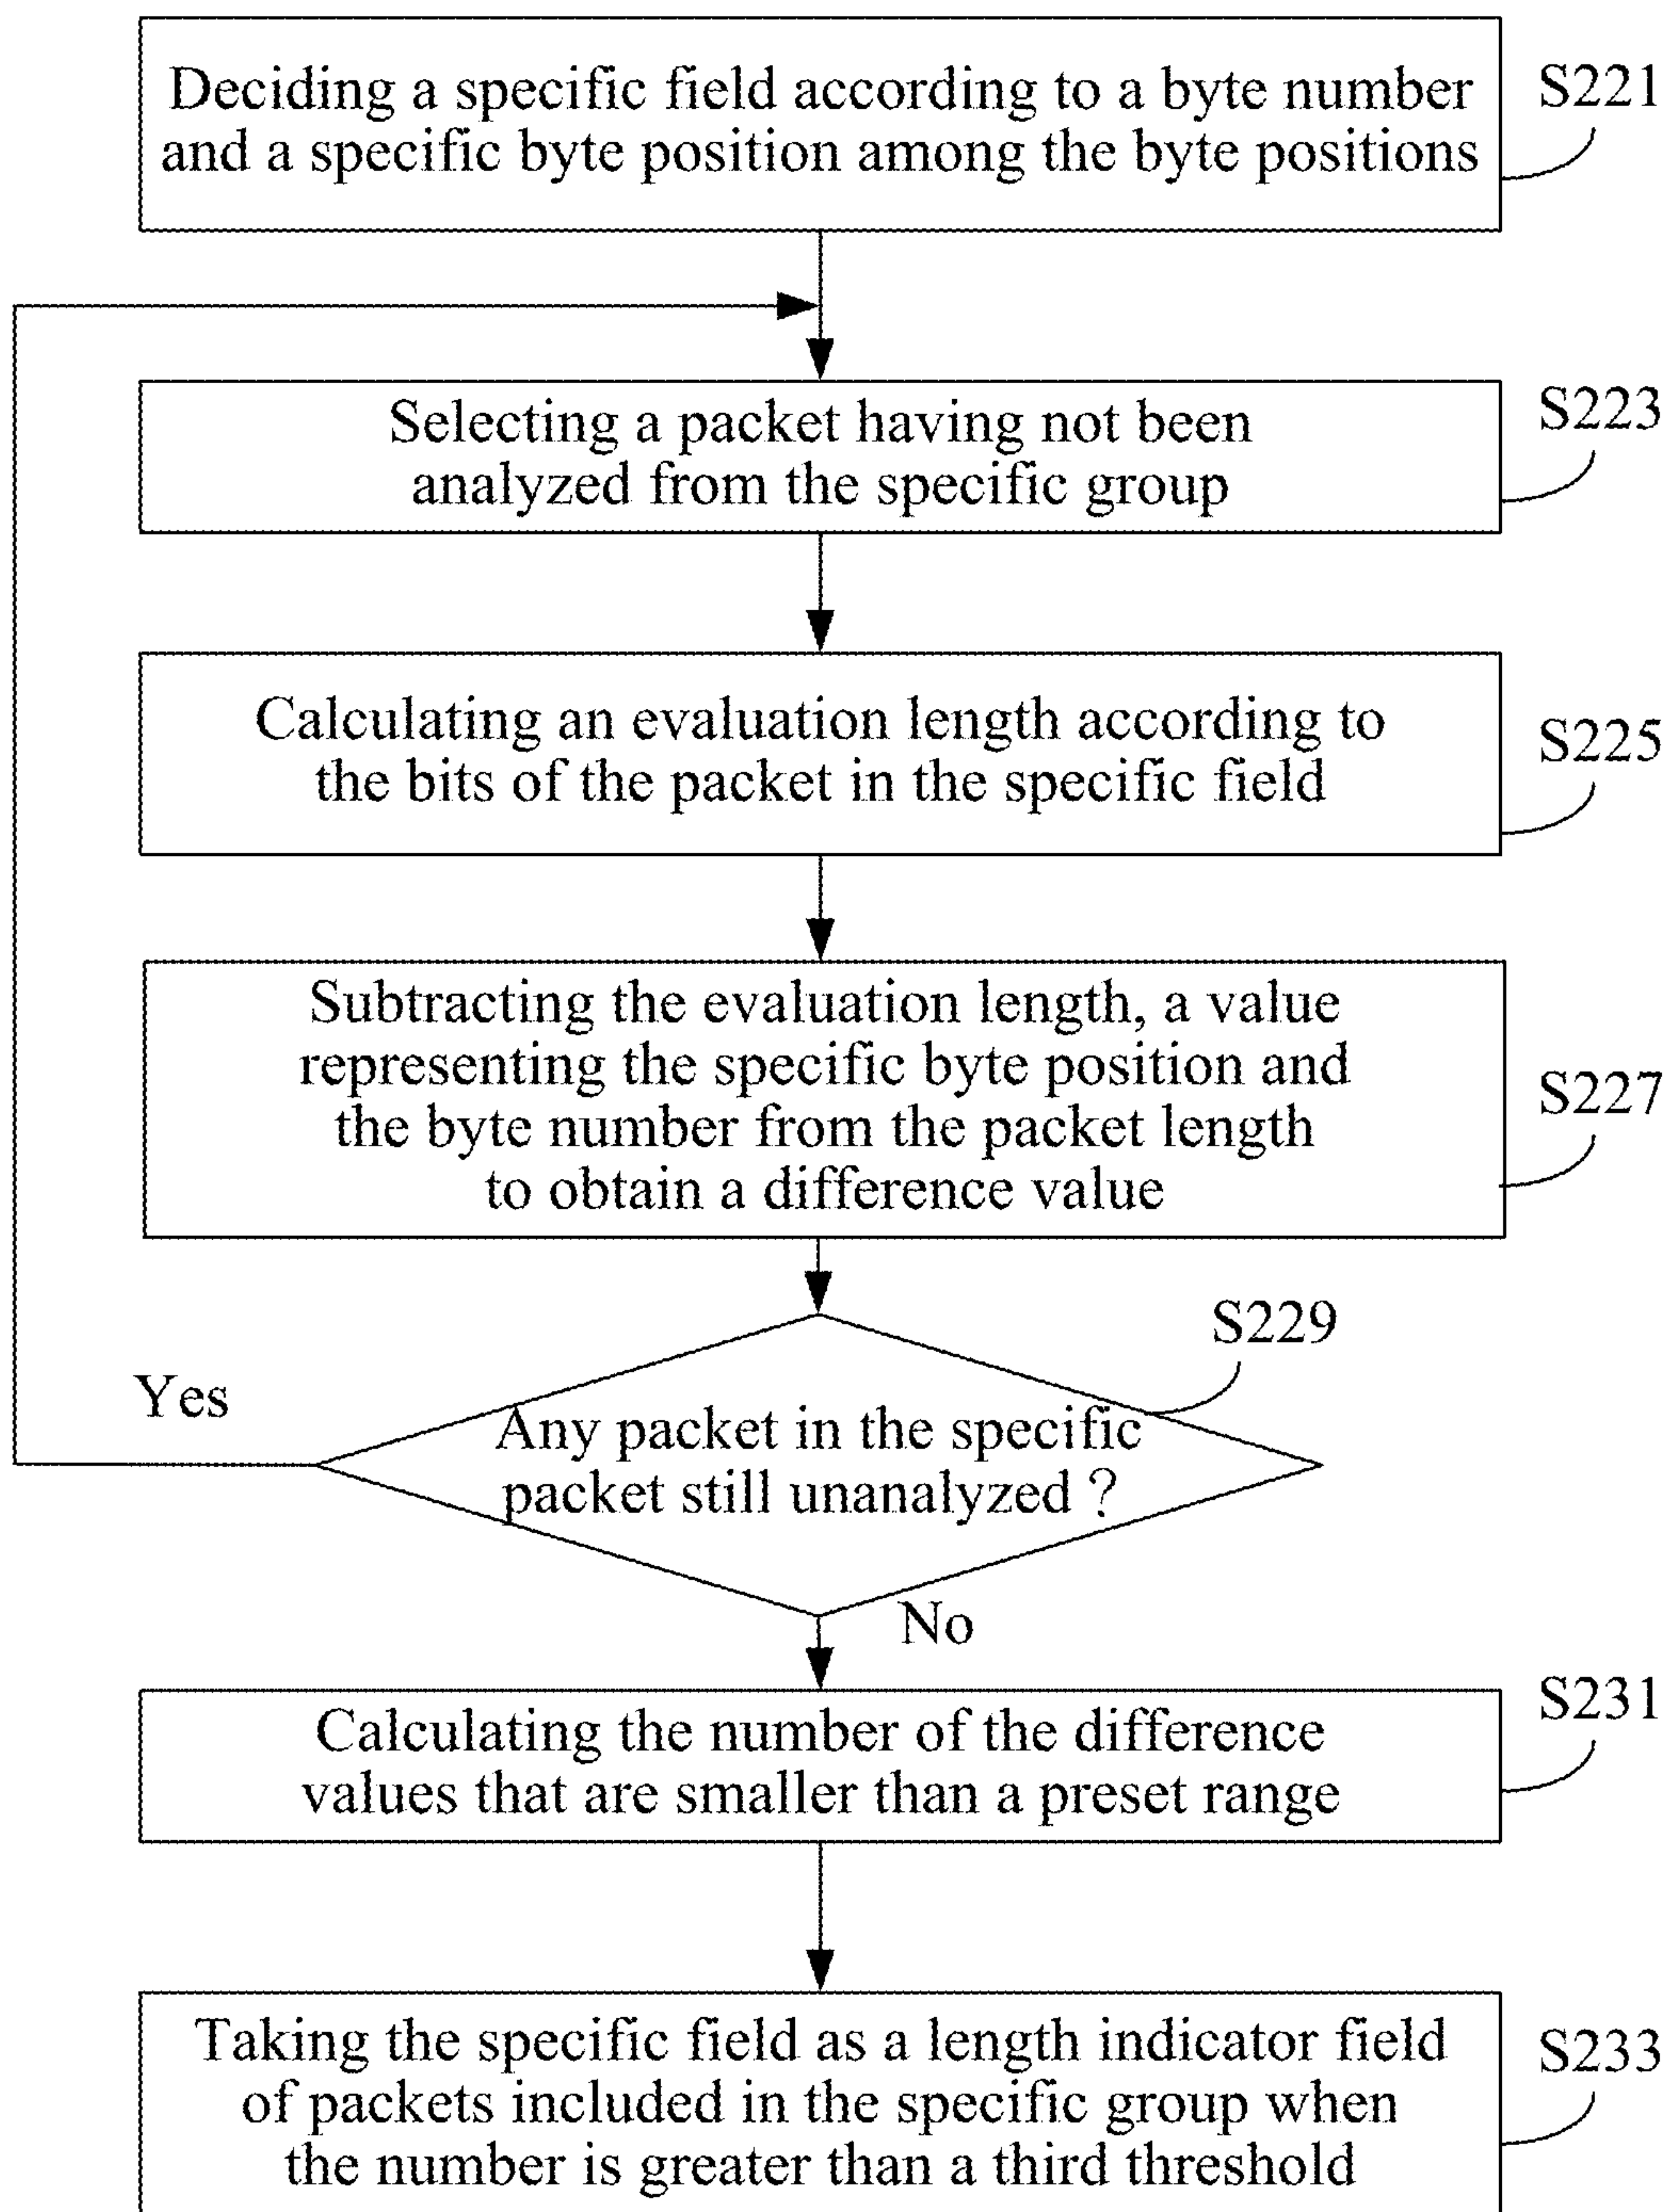 Deciding a specific field according to a byte number
and a specific byte position among the byte positions
S221
Selecting a packet having not been
analyzed from the specific group
S223
Calculating an evaluation length according to
the bits of the packet in the specific field
S225
Subtracting the evaluation length, a value
representing the specific byte position and
the byte number from the packet length
to obtain a difference value
S227
S229
Yes
Any packet in the specific
packet still unanalyzed ?
No
Calculating the number of the difference
values that are smaller than a preset range
S231
Taking the specific field as a length indicator field
of packets included in the specific group when
the number is greater than a third threshold
S233